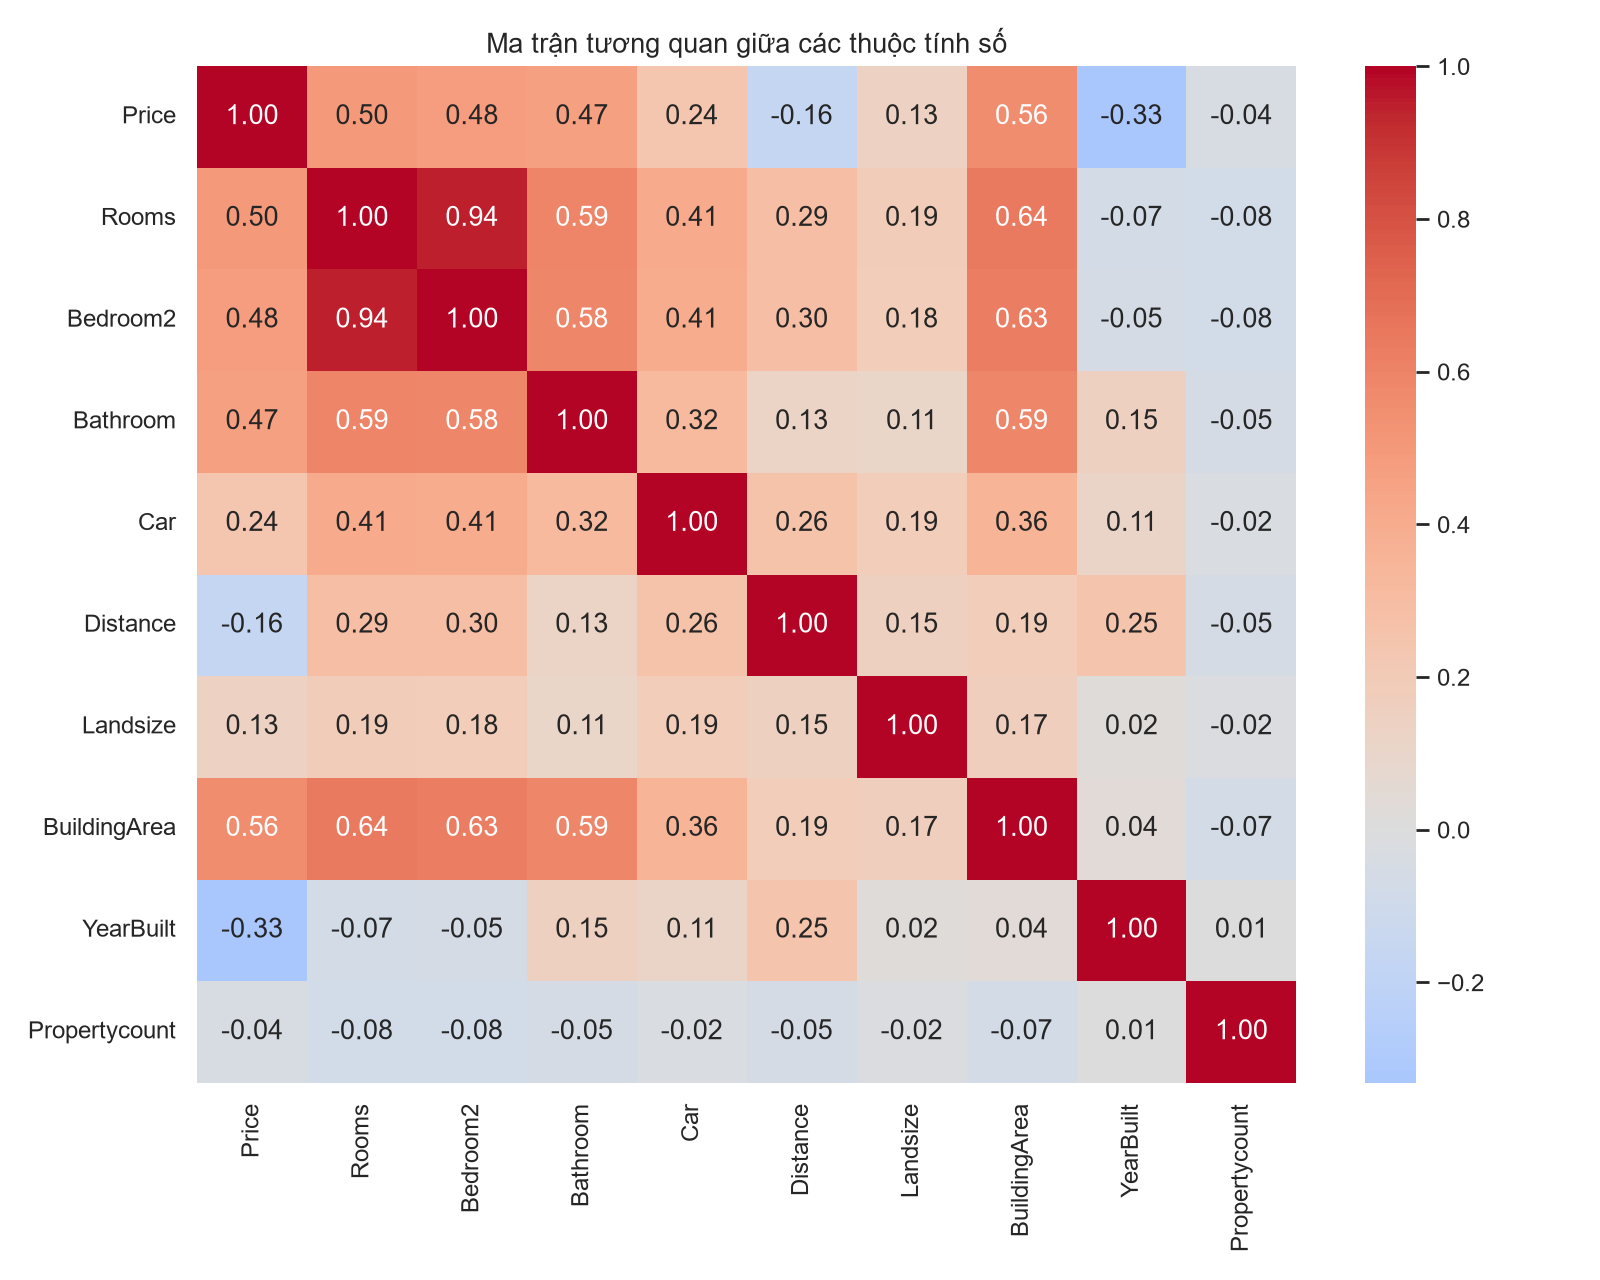 Ma trận tương quan giữa các thuộc tính số
Price 1.00 0.50 0.48 0.47 0.24 -0.16 0.13 0.56 -0.33 -0.04
Rooms 0.50 1.00 0.94 0.59 0.41 0.29 0.19 0.64 -0.07 -0.08
Bedroom2 0.48 0.94 1.00 0.58 0.41 0.30 0.18 0.63 -0.05 -0.08
Bathroom 0.47 0.59 0.58 1.00 0.32 0.13 0.11 0.59 0.15 -0.05
Car 0.24 0.41 0.41 0.32 1.00 0.26 0.19 0.36 0.11 -0.02
Distance -0.16 0.29 0.30 0.13 0.26 1.00 0.15 0.19 0.25 -0.05
Landsize 0.13 0.19 0.18 0.11 0.19 0.15 1.00 0.17 0.02 -0.02
BuildingArea 0.56 0.64 0.63 0.59 0.36 0.19 0.17 1.00 0.04 -0.07
YearBuilt -0.33 -0.07 -0.05 0.15 0.11 0.25 0.02 0.04 1.00 0.01
Propertycount -0.04 -0.08 -0.08 -0.05 -0.02 -0.05 -0.02 -0.07 0.01 1.00
Price Rooms Bedroom2 Bathroom Car Distance Landsize BuildingArea YearBuilt Propertycount
1.0
0.8
0.6
0.4
0.2
0.0
−0.2